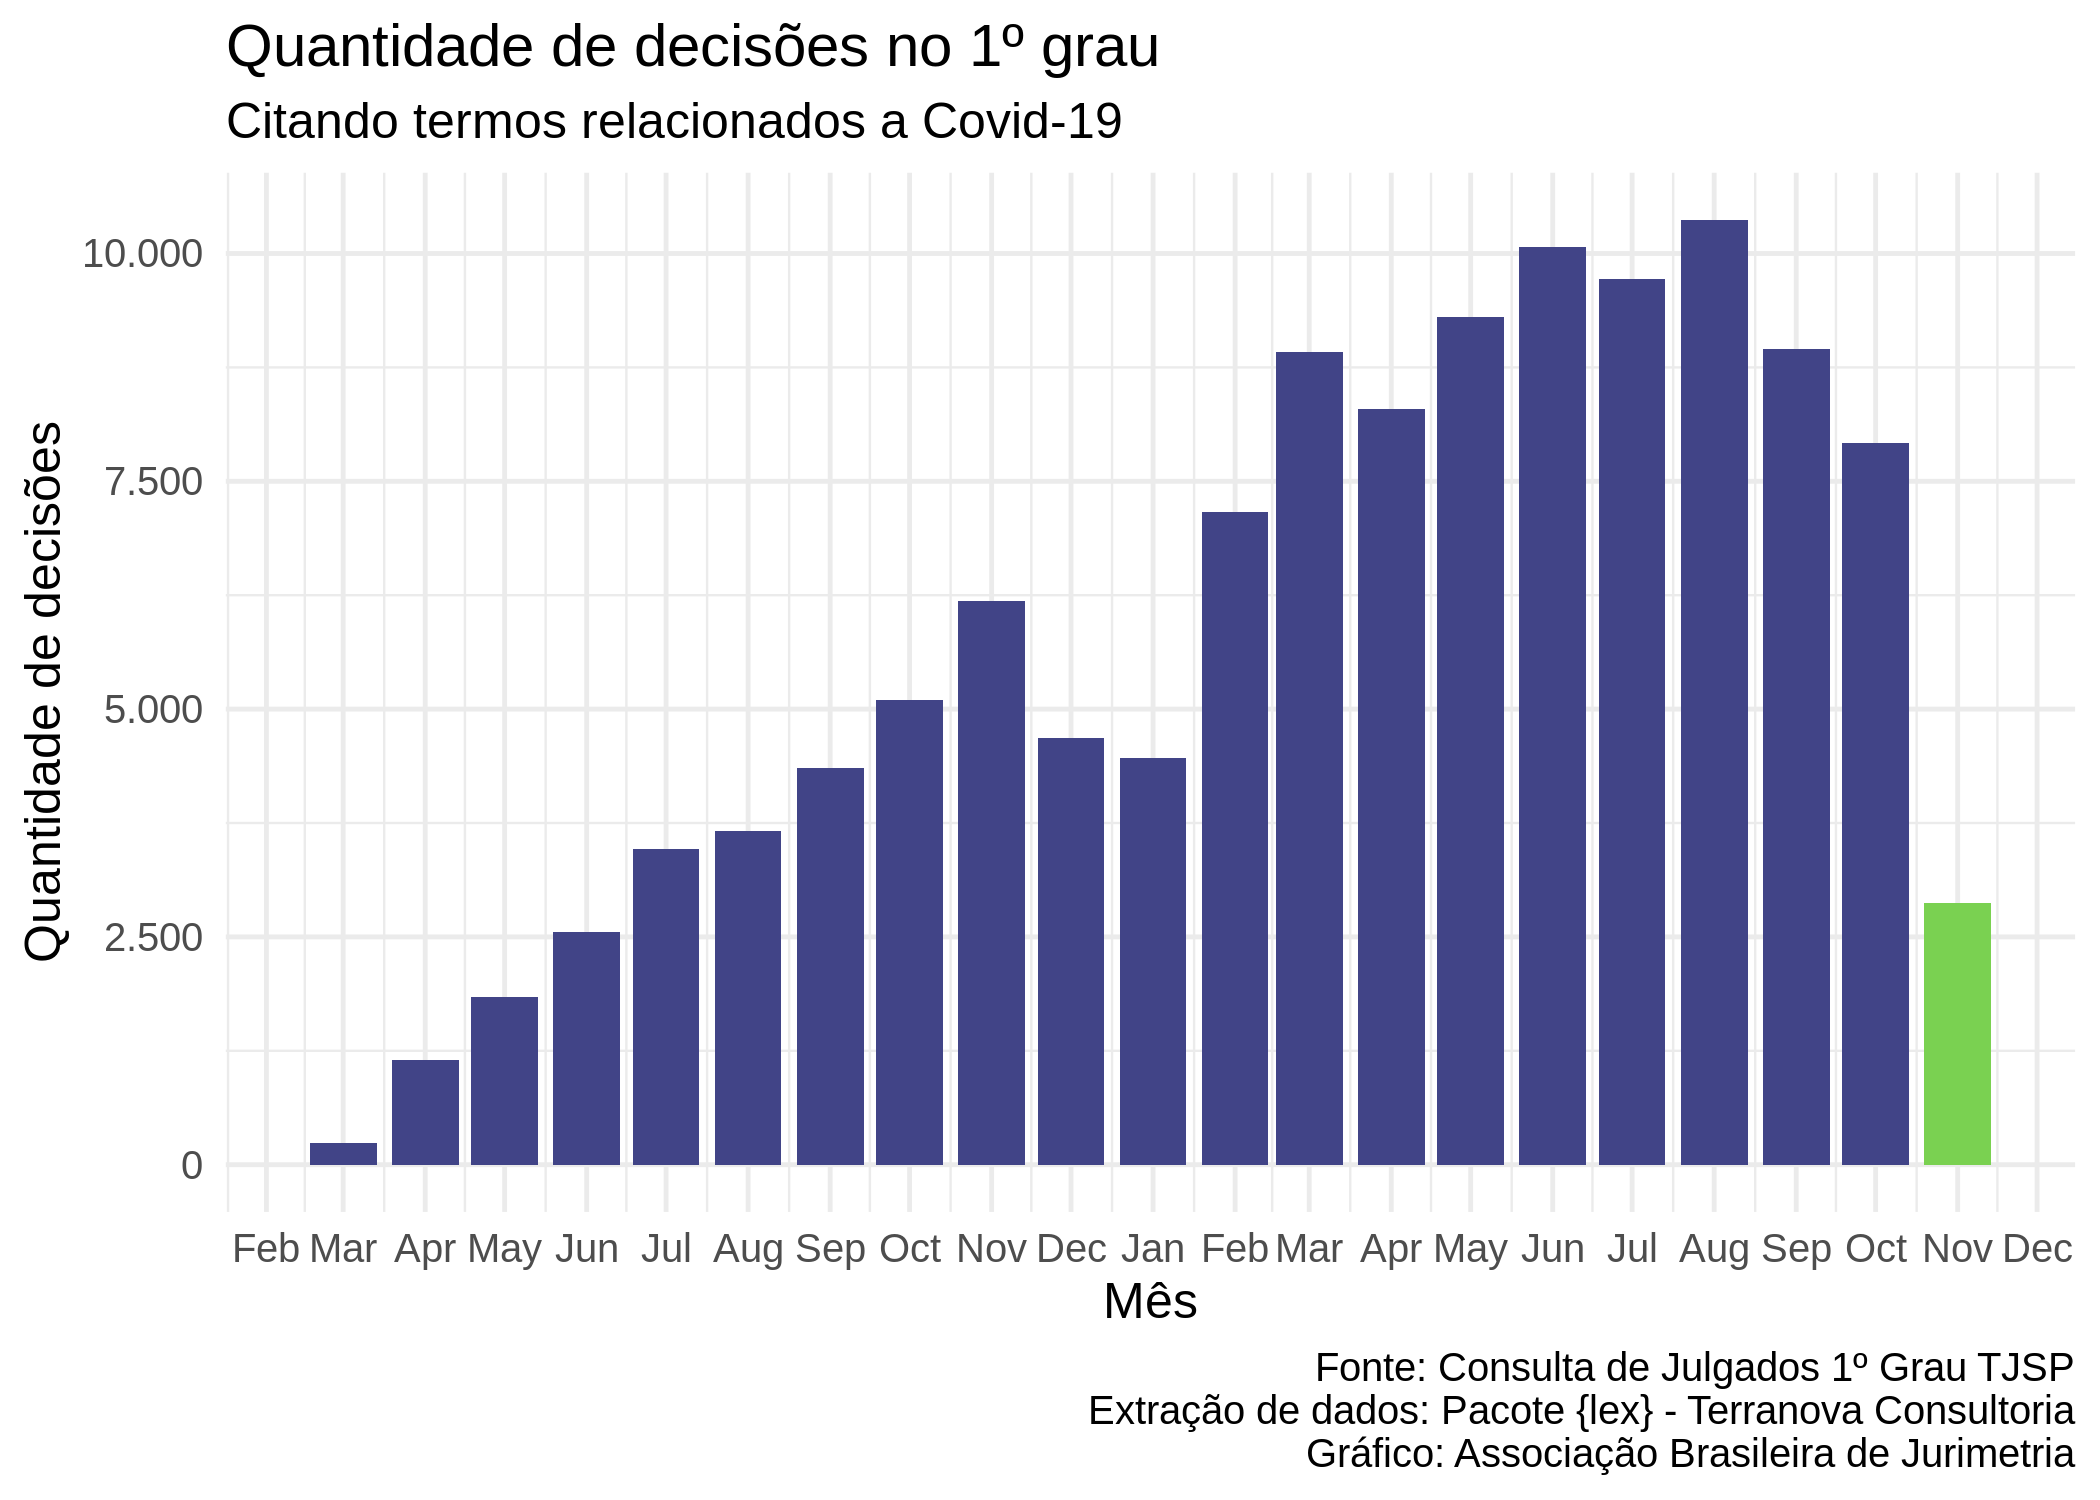 Quantidade de decisões no 1º grau
Citando termos relacionados a Covid-19
Quantidade de decisões
10.000
7.500
5.000
2.500
0
Feb Mar Apr May Jun Jul Aug Sep Oct Nov Dec Jan Feb Mar Apr May Jun Jul Aug Sep Oct Nov Dec
Mês
Fonte: Consulta de Julgados 1º Grau TJSP
Extração de dados: Pacote {lex} - Terranova Consultoria
Gráfico: Associação Brasileira de Jurimetria